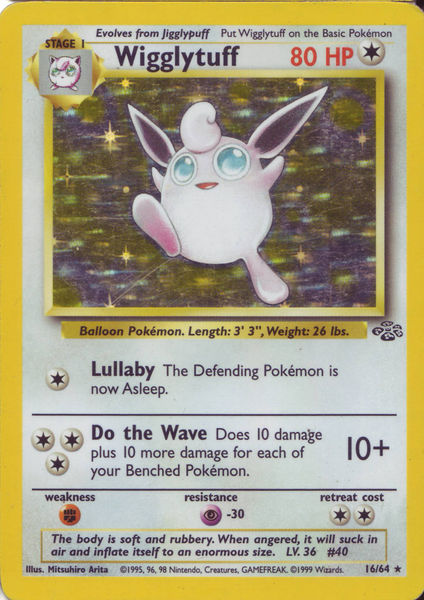 Evolves from Jigglypuff Put Wigglytuff on the Basic Pokémon
STAGE 1
Wigglytuff 80 HP
Balloon Pokémon. Length: 3' 3", Weight: 26 lbs.
Lullaby The Defending Pokémon is
now Asleep.
Do the Wave Does 10 damage
plus 10 more damage for each of
your Benched Pokémon.
10+
weakness resistance retreat cost
-30
The body is soft and rubbery. When angered, it will suck in
air and inflate itself to an enormous size. LV. 36 #40
Illus. Mitsuhiro Arita ©1995, 96, 98 Nintendo, Creatures, GAMEFREAK. ©1999 Wizards. 16/64 ★